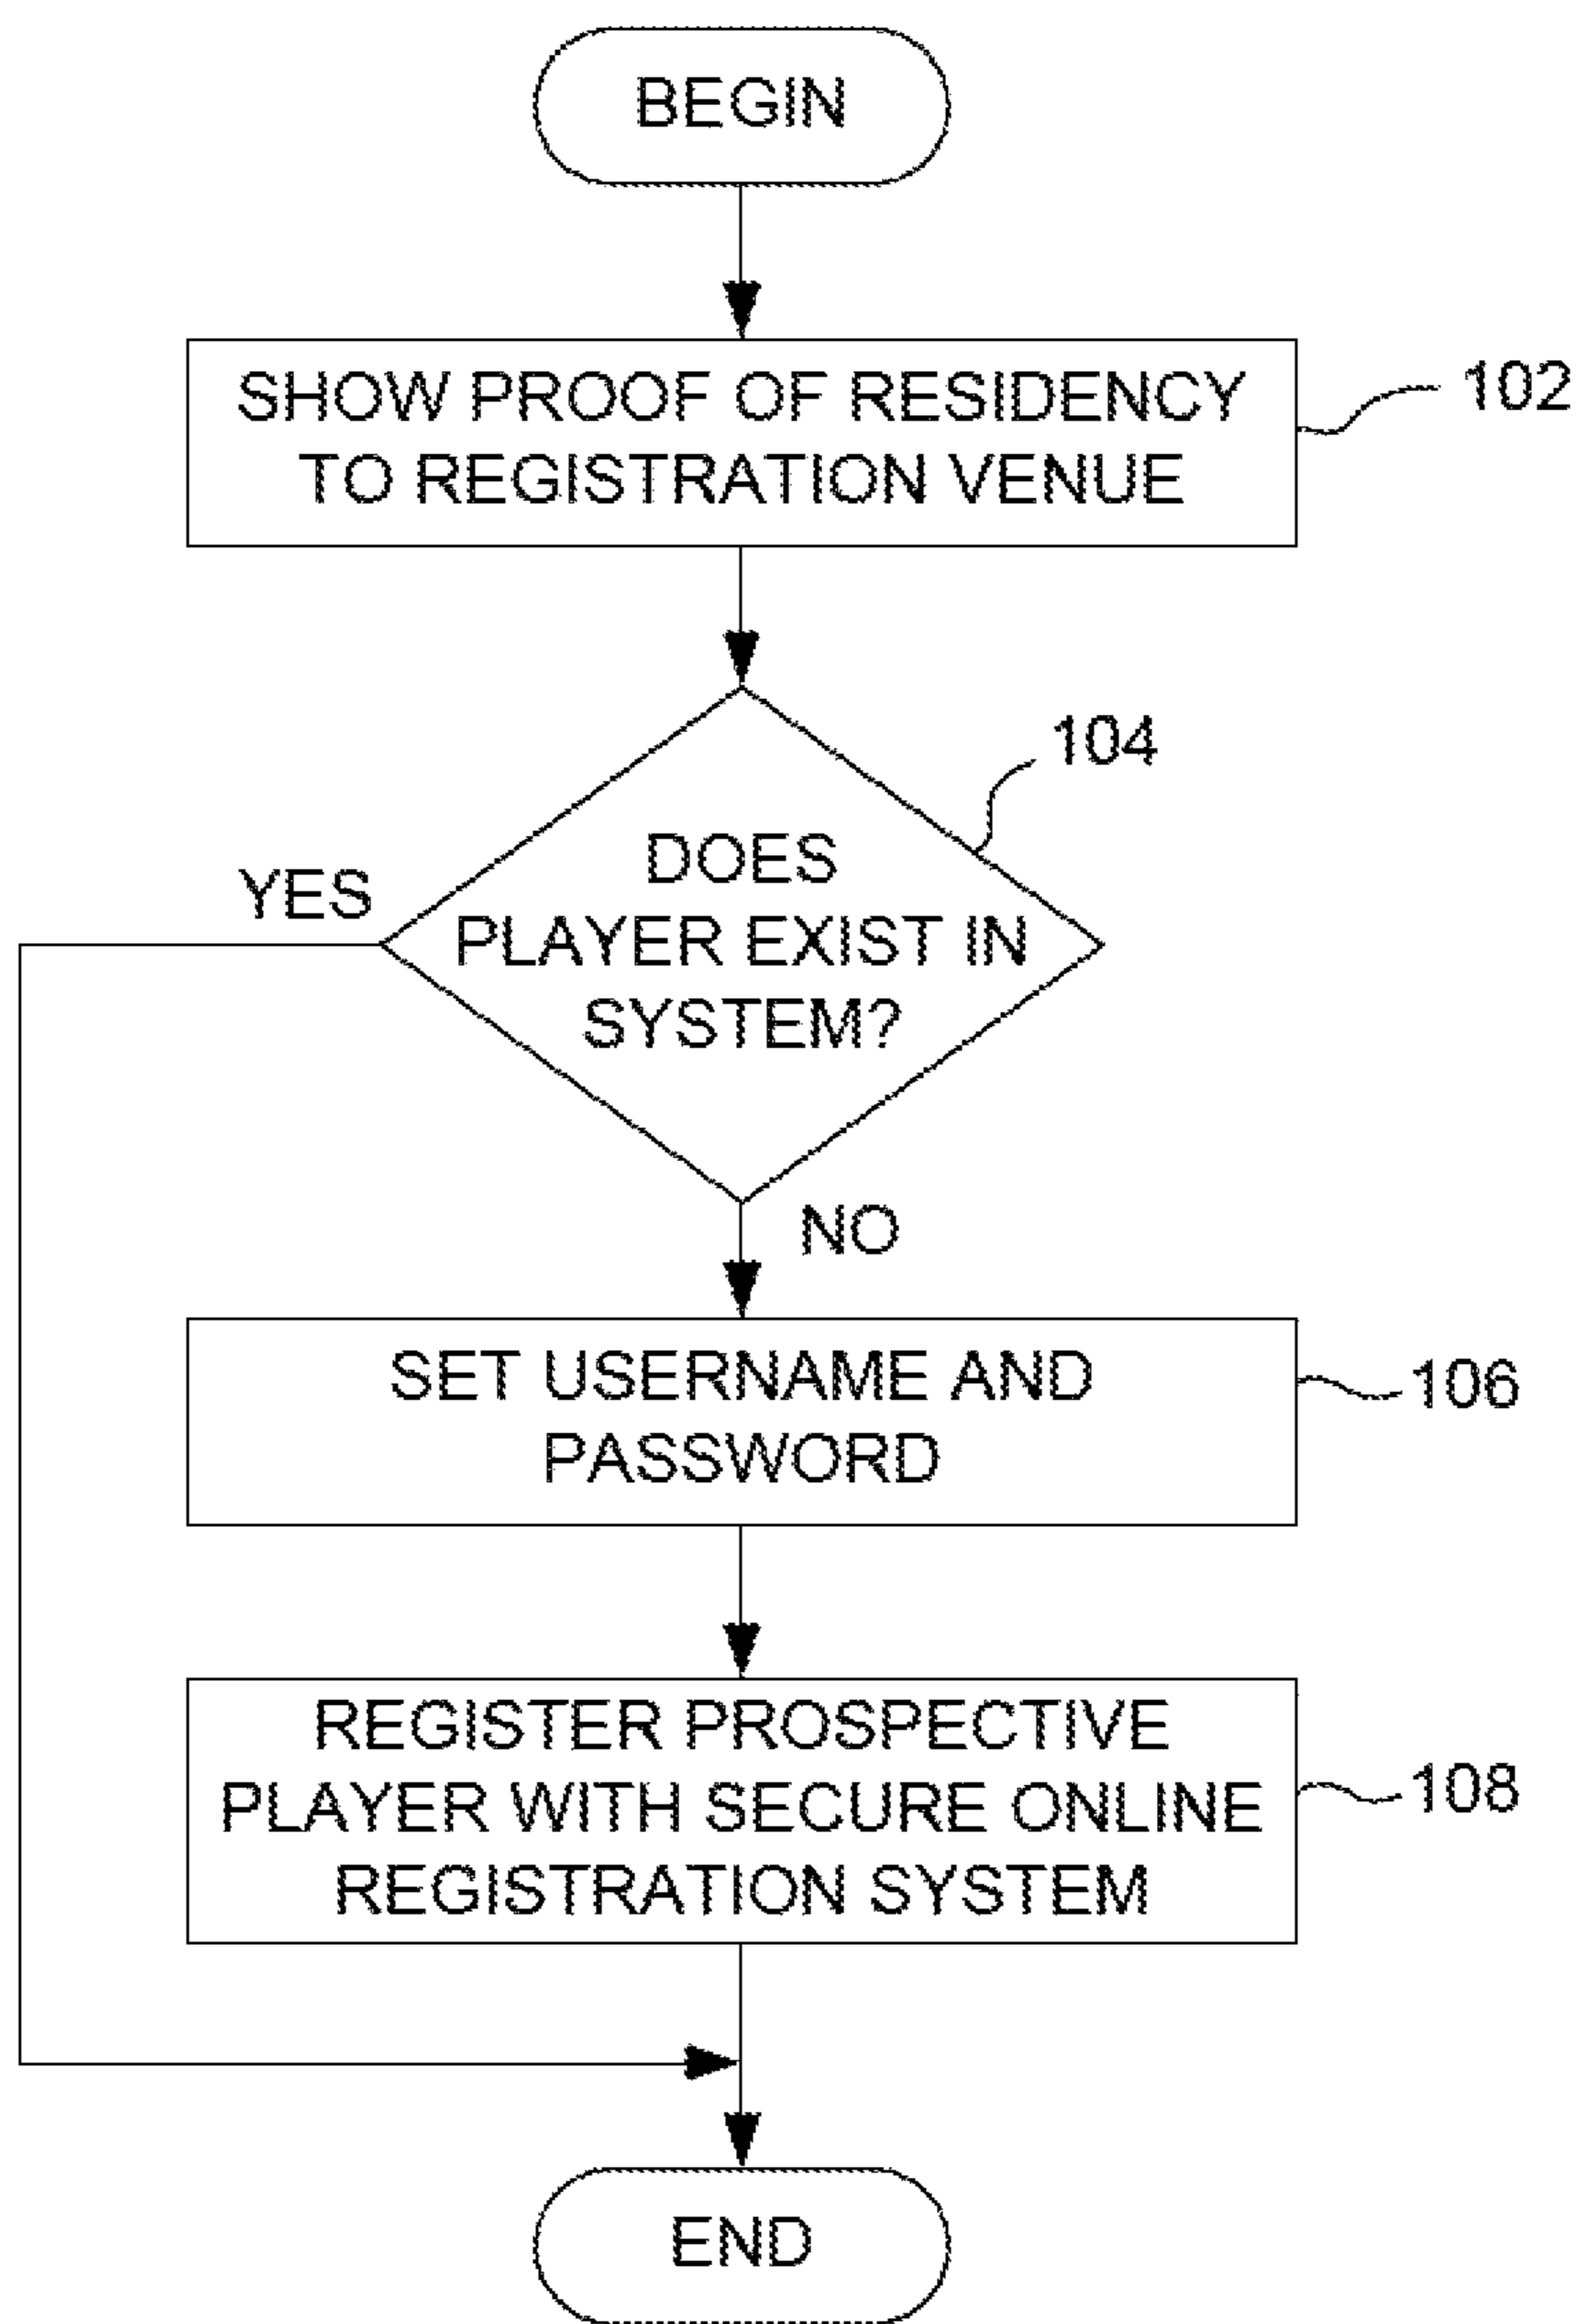 BEGIN
SHOW PROOF OF RESIDENCY
TO REGISTRATION VENUE
102
104
DOES
PLAYER EXIST IN
SYSTEM?
YES
NO
SET USERNAME AND
PASSWORD
106
REGISTER PROSPECTIVE
PLAYER WITH SECURE ONLINE
REGISTRATION SYSTEM
108
END